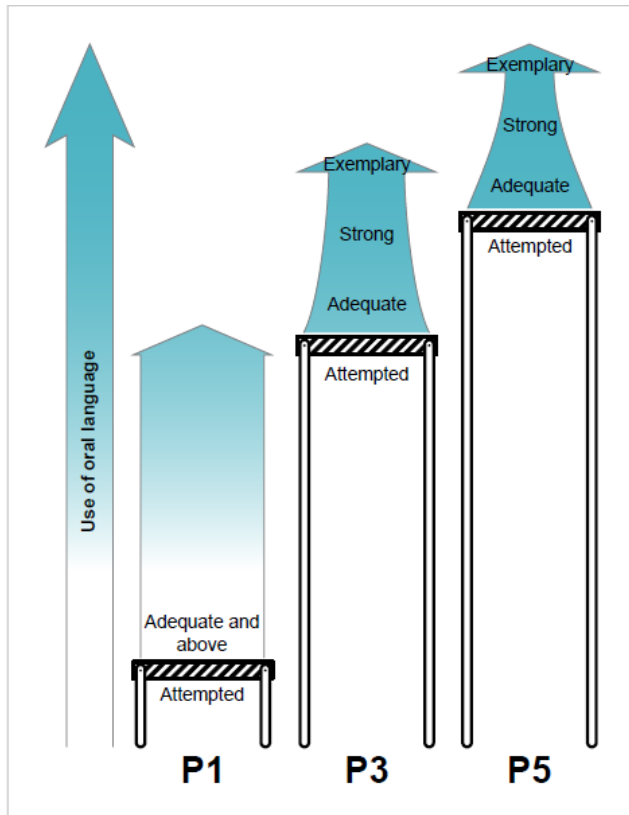 Use of oral language
Adequate and
above
Attempted
P1
Exemplary
Strong
Adequate
Attempted
P3
Exemplary
Strong
Adequate
Attempted
P5